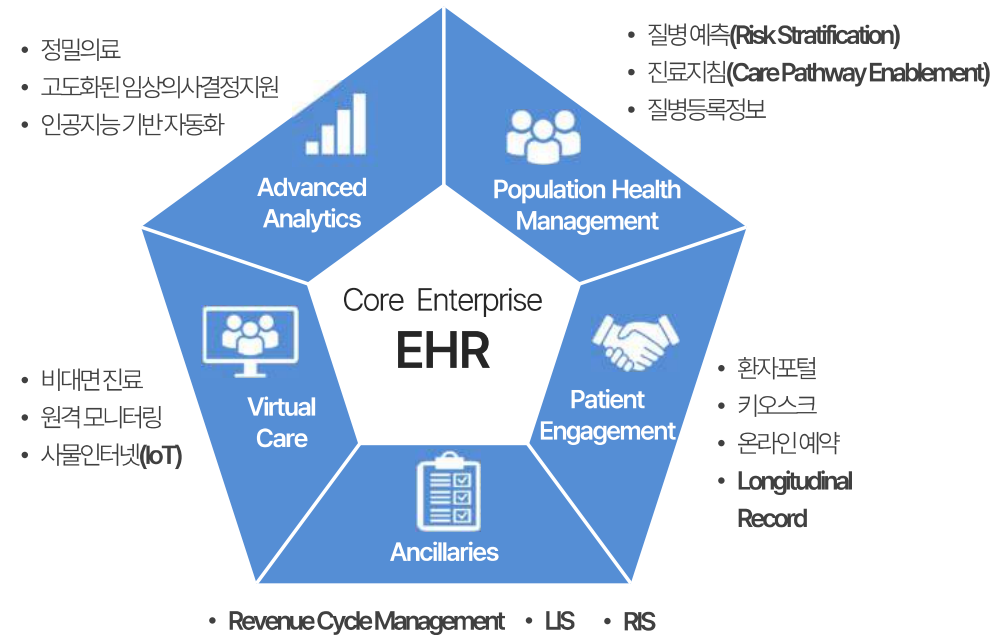 • 정밀의료
• 고도화된 임상의사결정지원
• 인공지능 기반 자동화
• 질병 예측(Risk Stratification)
• 진료지침(Care Pathway Enablement)
• 질병등록정보
Advanced
Analytics
Population Health
Management
Core Enterprise
EHR
• 비대면 진료
• 원격 모니터링
• 사물인터넷(IoT)
Virtual
Care
Patient
Engagement
• 환자포털
• 키오스크
• 온라인 예약
• Longitudinal
Record
Ancillaries
• Revenue Cycle Management • LIS • RIS